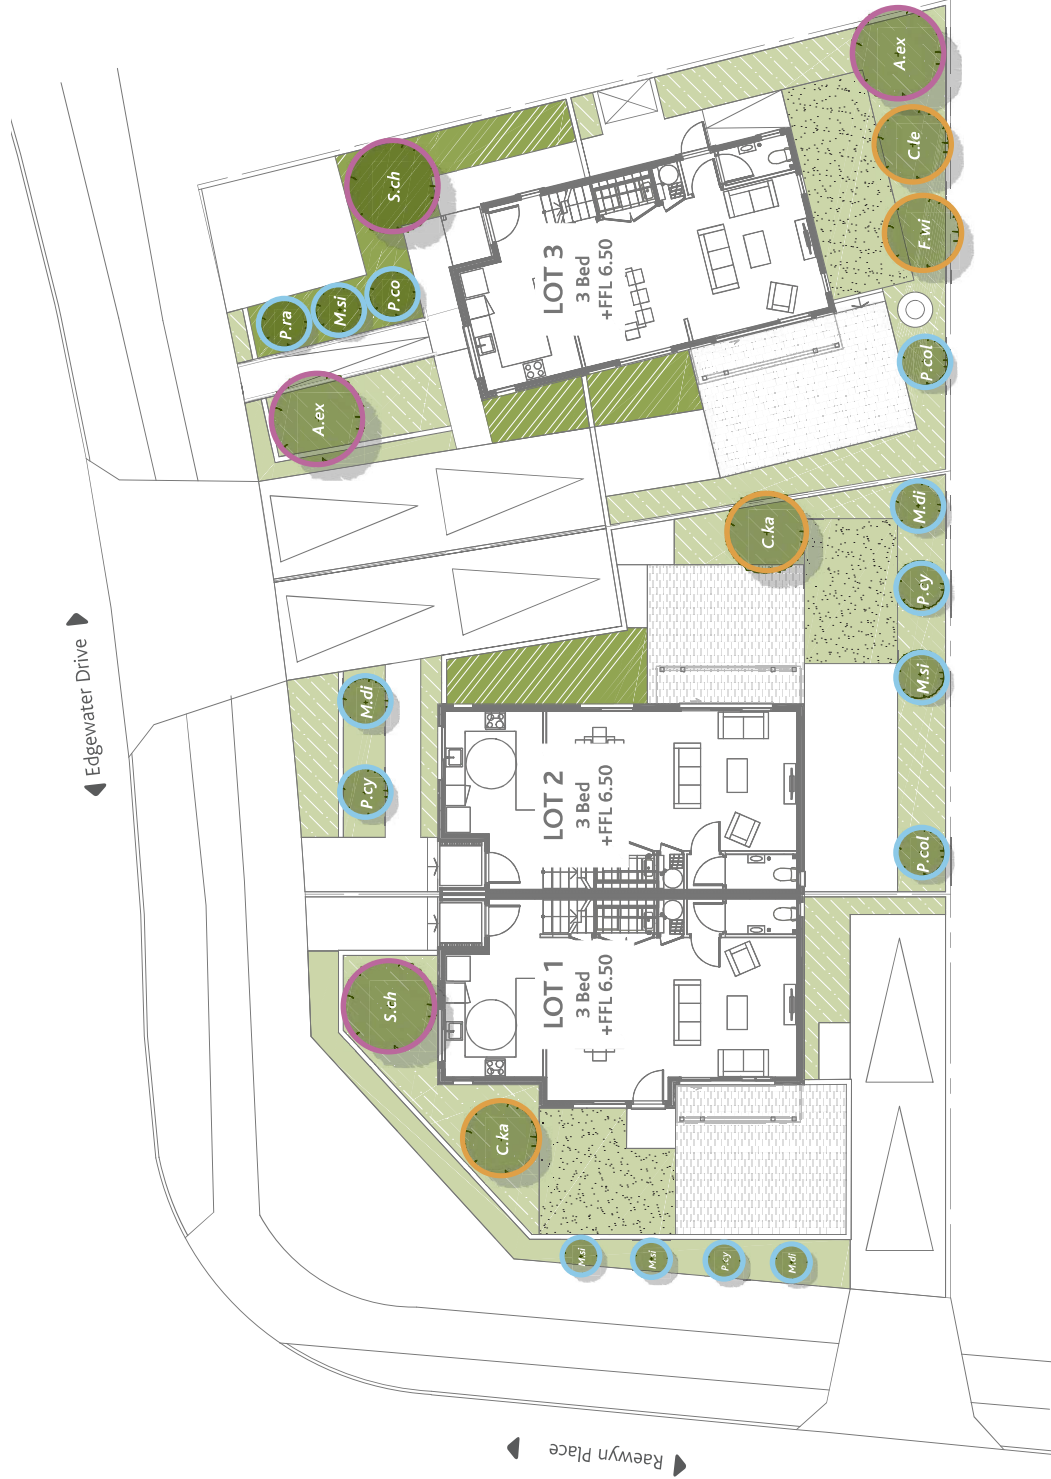 A.ex
C.le
F.wi
S.ch
P.co
M.si
P.ra
A.ex
P.col
LOT 3
3 Bed
+FFL 6.50
M.di
P.cy
M.si
P.col
C.ka
Edgewater Drive
M.di
P.cy
LOT 2
3 Bed
+FFL 6.50
LOT 1
3 Bed
+FFL 6.50
S.ch
C.ka
M.si
M.si
P.cy
M.di
Raewyn Place